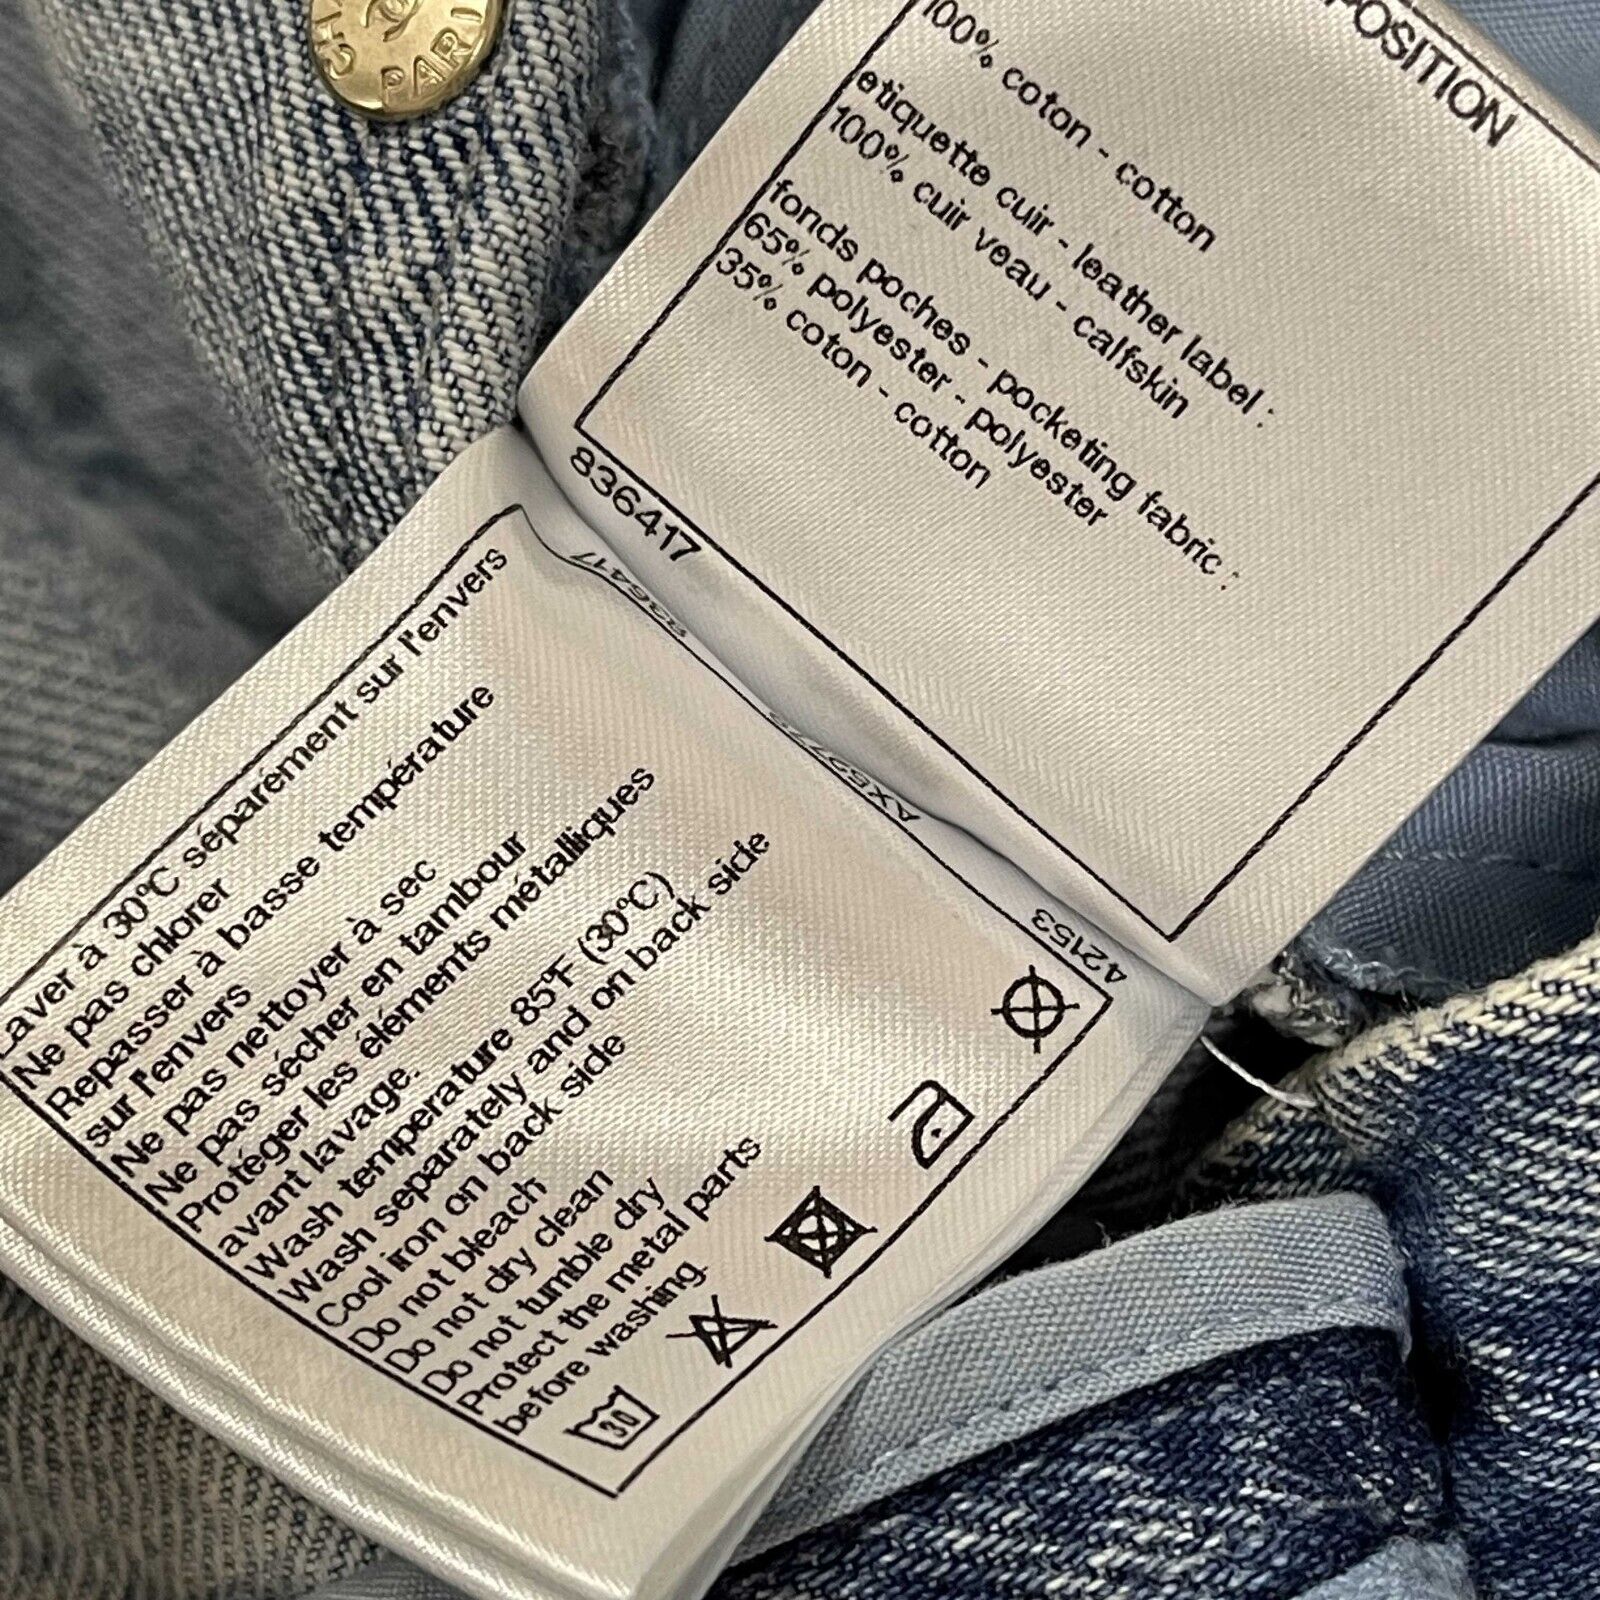 PARI
POSITION
100% coton - cotton
etiquette cuir - leather label :
100% cuir veau - calfskin
fonds poches - pocketing fabric :
65% polyester - polyester
35% coton - cotton
836417
836417
42153
Laver à 30°C séparément sur l'envers
Ne pas chlorer
Repasser à basse température
sur l'envers
Ne pas nettoyer à sec
Ne pas sécher en tambour
Protéger les éléments métalliques
avant lavage.
Wash temperature 85°F (30°C)
Wash separately and on back side
Cool iron on back side
Do not bleach
Do not dry clean
Do not tumble dry
Protect the metal parts
before washing.
30